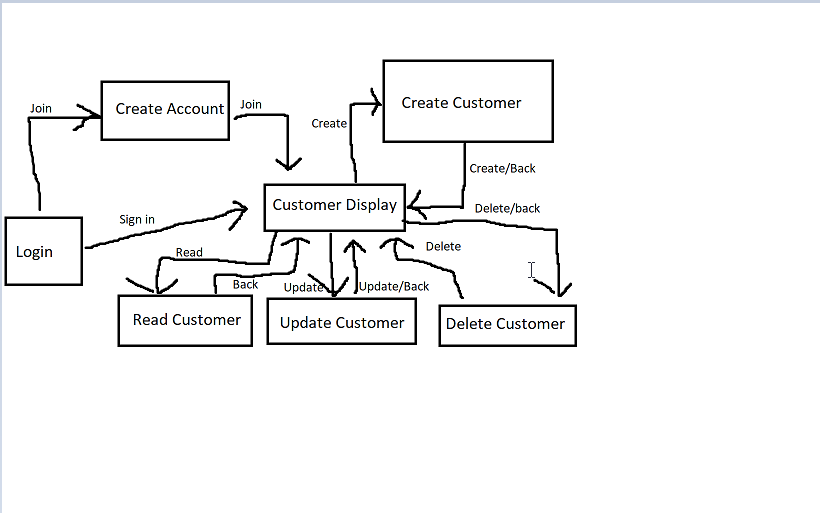 Join
Create Account
Join
Create Customer
Create
Create/Back
Customer Display
Delete/back
Sign in
Login
Read
Delete
Back
Update
Update/Back
Read Customer
Update Customer
Delete Customer